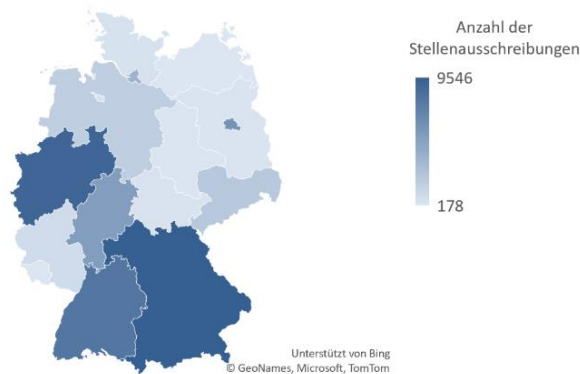 Anzahl der
Stellenausschreibungen
9546
178
Unterstützt von Bing
© GeoNames, Microsoft, TomTom